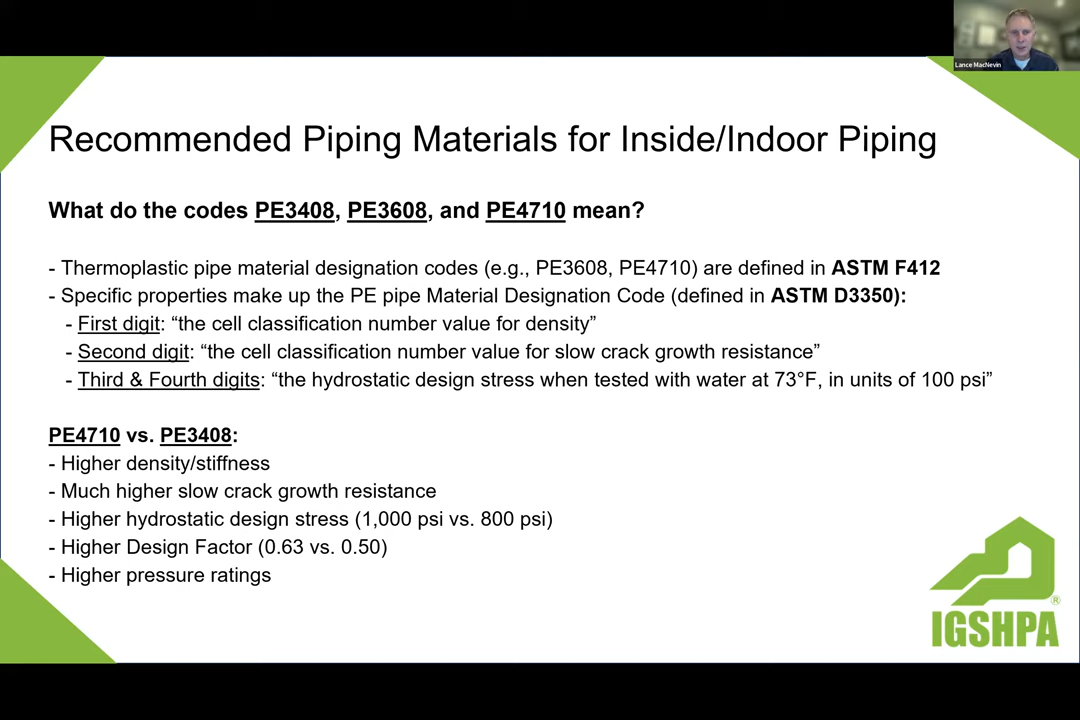 Lance MacNevin
Recommended Piping Materials for Inside/Indoor Piping
What do the codes PE3408, PE3608, and PE4710 mean?
- Thermoplastic pipe material designation codes (e.g., PE3608, PE4710) are defined in ASTM F412
- Specific properties make up the PE pipe Material Designation Code (defined in ASTM D3350):
- First digit: “the cell classification number value for density”
- Second digit: “the cell classification number value for slow crack growth resistance”
- Third & Fourth digits: “the hydrostatic design stress when tested with water at 73°F, in units of 100 psi”
PE4710 vs. PE3408:
- Higher density/stiffness
- Much higher slow crack growth resistance
- Higher hydrostatic design stress (1,000 psi vs. 800 psi)
- Higher Design Factor (0.63 vs. 0.50)
- Higher pressure ratings
®
IGSHPA